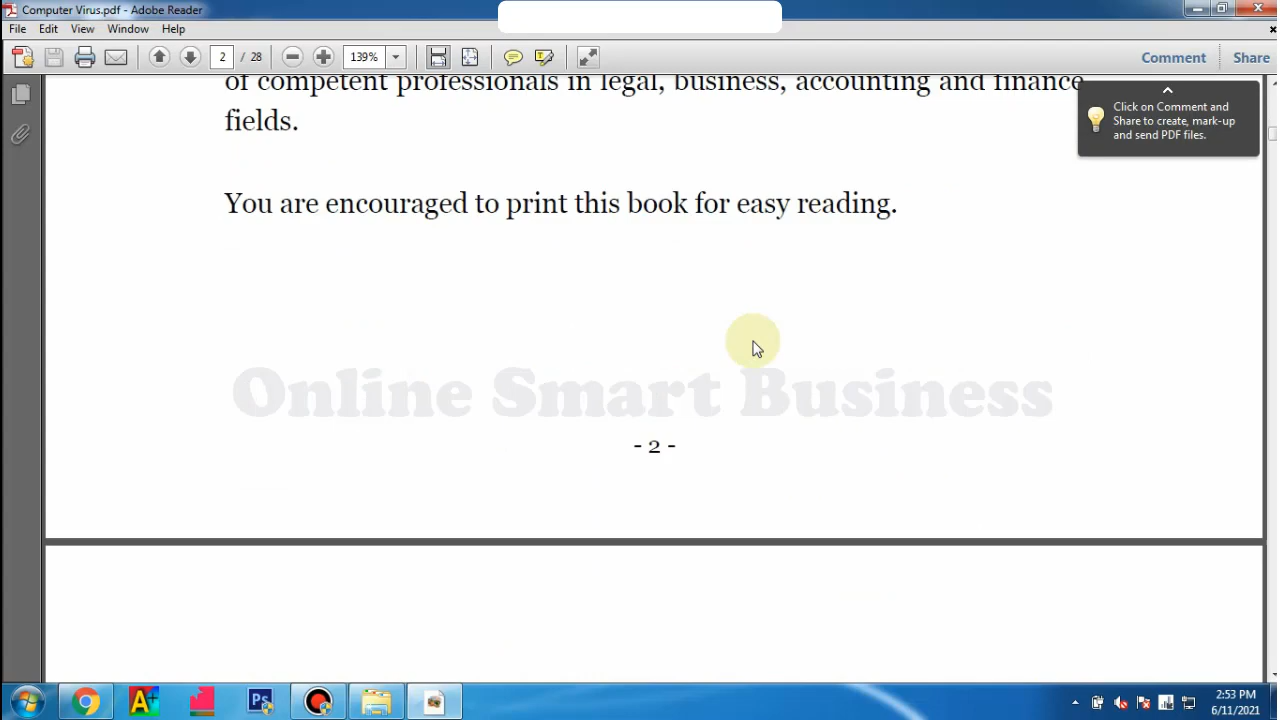 Computer Virus.pdf - Adobe Reader
File Edit View Window Help
2 / 28 139% Comment Share
of competent professionals in legal, business, accounting and finance
fields.
Click on Comment and
Share to create, mark-up
and send PDF files.
You are encouraged to print this book for easy reading.
Online Smart Business
- 2 -
A+ Ps
2:53 PM
6/11/2021